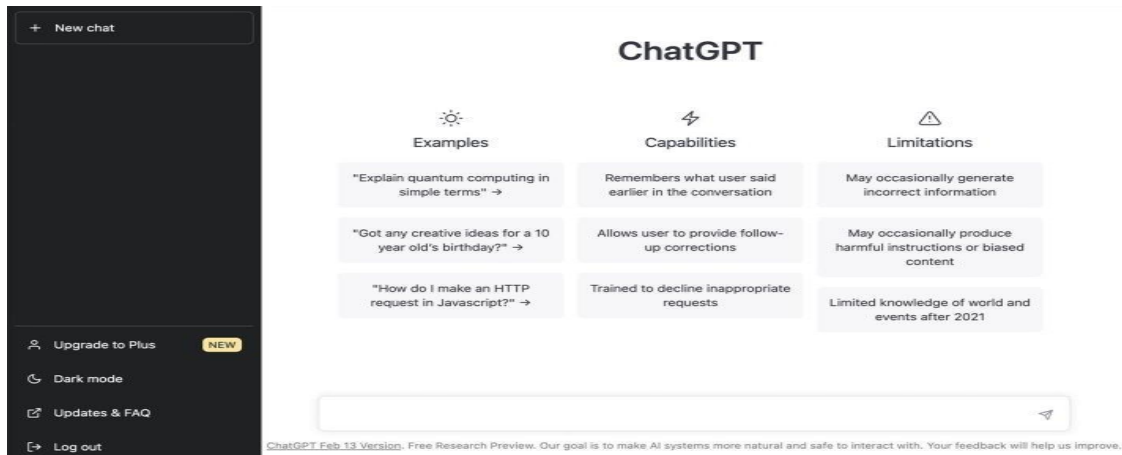 + New chat
ChatGPT
Examples
"Explain quantum computing in
simple terms" →
"Got any creative ideas for a 10
year old's birthday?" →
"How do I make an HTTP
request in Javascript?" →
Capabilities
Remembers what user said
earlier in the conversation
Allows user to provide follow-
up corrections
Trained to decline inappropriate
requests
Limitations
May occasionally generate
incorrect information
May occasionally produce
harmful instructions or biased
content
Limited knowledge of world and
events after 2021
Upgrade to Plus NEW
Dark mode
Updates & FAQ
Log out
ChatGPT Feb 13 Version. Free Research Preview. Our goal is to make AI systems more natural and safe to interact with. Your feedback will help us improve.